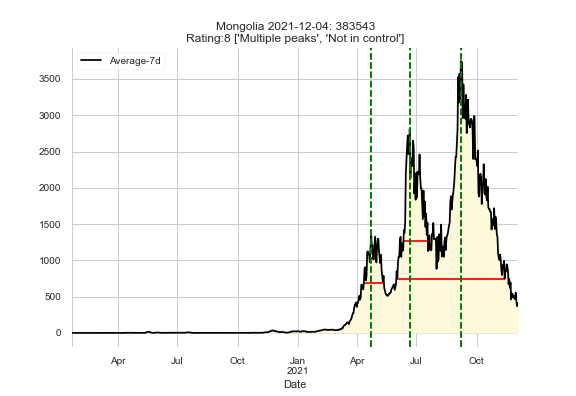 Mongolia 2021-12-04: 383543
Rating:8 ['Multiple peaks', 'Not in control']
Average-7d
3500
3000
2500
2000
1500
1000
500
0
Apr Jul Oct Jan Apr Jul Oct
2021
Date